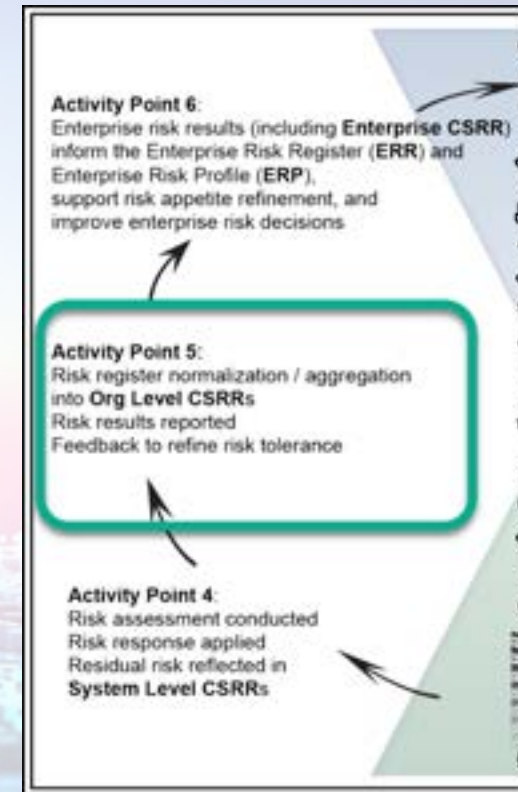 Activity Point 6:
Enterprise risk results (including Enterprise CSRR)
inform the Enterprise Risk Register (ERR) and
Enterprise Risk Profile (ERP),
support risk appetite refinement, and
improve enterprise risk decisions
Activity Point 5:
Risk register normalization / aggregation
into Org Level CSRRs
Risk results reported
Feedback to refine risk tolerance
Activity Point 4:
Risk assessment conducted
Risk response applied
Residual risk reflected in
System Level CSRRs